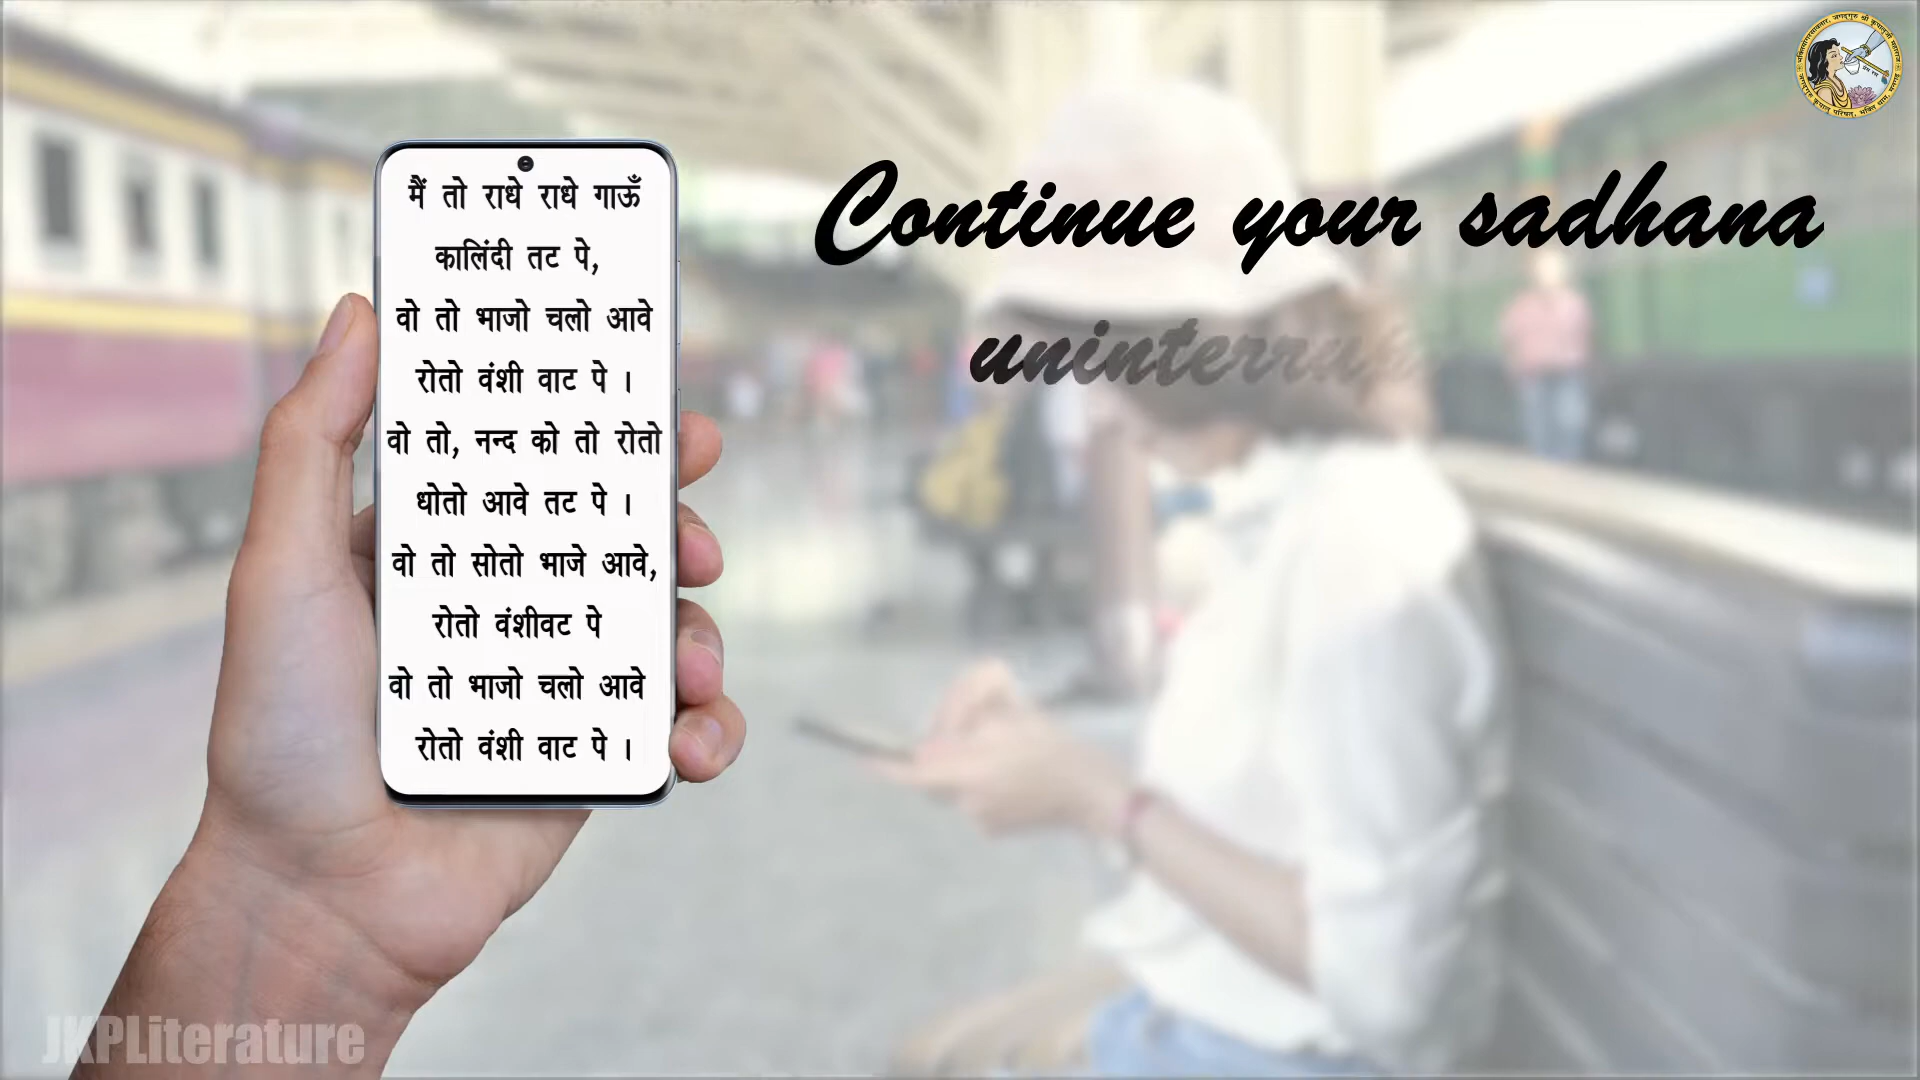 मैं तो राधे राधे गाऊँ
कालिंदी तट पे,
वो तो भाजो चलो आवे
रोतो वंशी वाट पे ।
वो तो, नन्द को तो रोतो
धोतो आवे तट पे ।
वो तो सोतो भाजे आवे,
रोतो वंशीवट पे
वो तो भाजो चलो आवे
रोतो वंशी वाट पे ।
Continue your sadhana
JKPLiterature